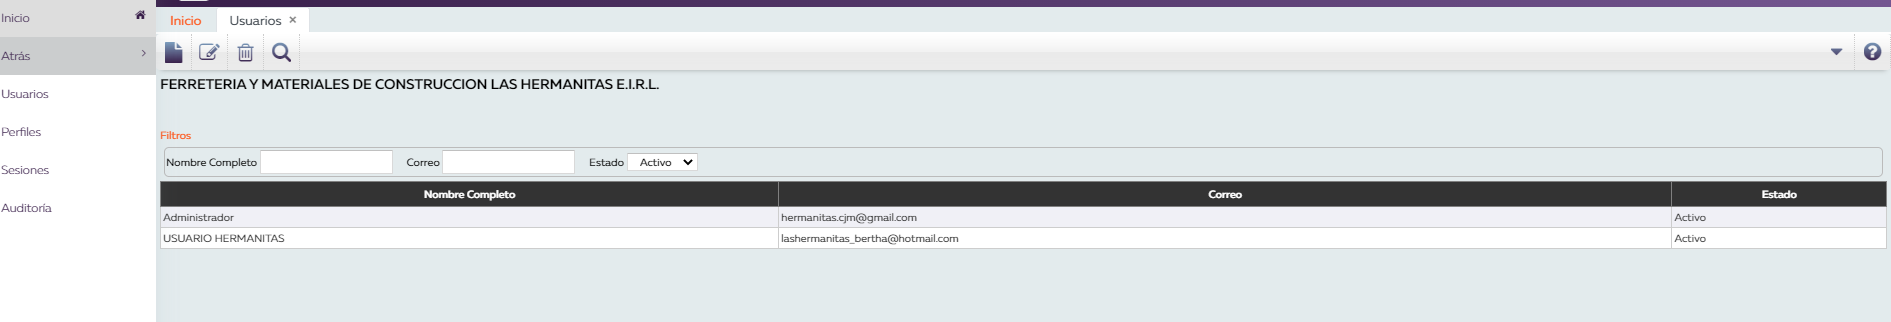 Inicio
Atrás
Usuarios
Perfiles
Sesiones
Auditoría
Inicio Usuarios ×
FERRETERIA Y MATERIALES DE CONSTRUCCION LAS HERMANITAS E.I.R.L.
Filtros
Nombre Completo Correo Estado Activo
Nombre Completo Correo Estado
Administrador hermanitas.cjm@gmail.com Activo
USUARIO HERMANITAS lashermanitas_bertha@hotmail.com Activo